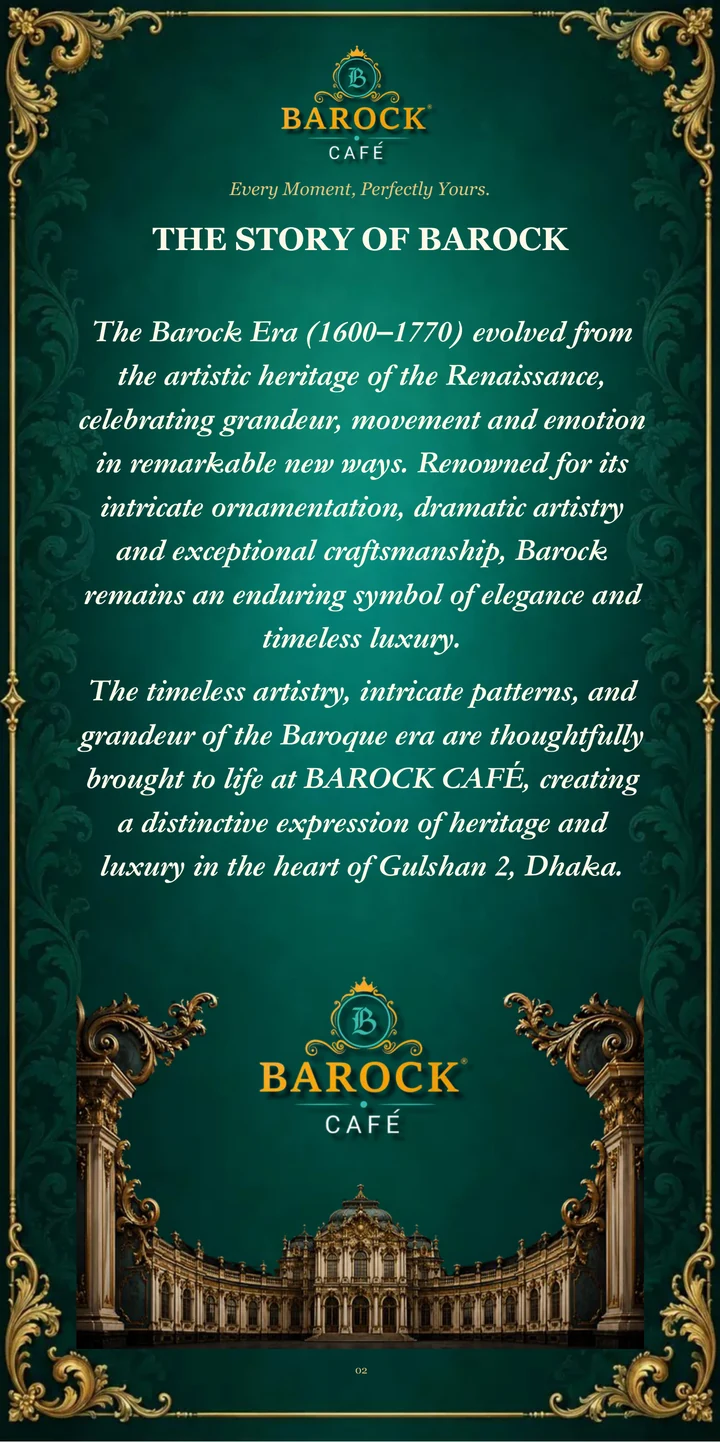 B
BAROCK®
CAFÉ
Every Moment, Perfectly Yours.
THE STORY OF BAROCK
The Barock Era (1600–1770) evolved from
the artistic heritage of the Renaissance,
celebrating grandeur, movement and emotion
in remarkable new ways. Renowned for its
intricate ornamentation, dramatic artistry
and exceptional craftsmanship, Barock
remains an enduring symbol of elegance and
timeless luxury.
The timeless artistry, intricate patterns, and
grandeur of the Baroque era are thoughtfully
brought to life at BAROCK CAFÉ, creating
a distinctive expression of heritage and
luxury in the heart of Gulshan 2, Dhaka.
B
BAROCK®
CAFÉ
02